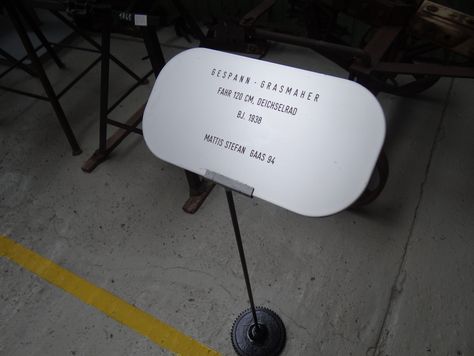 GESPANN - GRASMAHER
FAHR 120 CM, DEICHSELRAD
BJ. 1938
MATTIS STEFAN GAAS 94